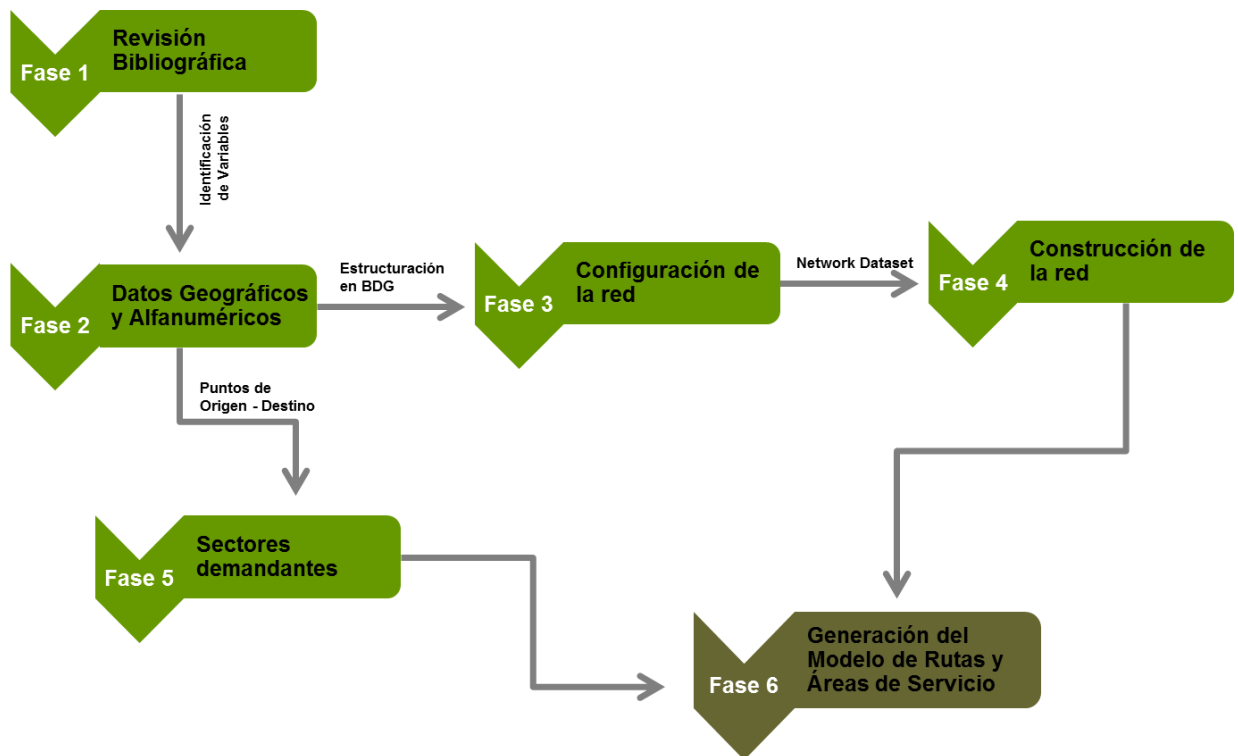 Fase 1
Revisión
Bibliográfica
Identificación
de Variables
Fase 2
Datos Geográficos
y Alfanuméricos
Estructuración
en BDG
Fase 3
Configuración de
la red
Network Dataset
Fase 4
Construcción de
la red
Puntos de
Origen - Destino
Fase 5
Sectores
demandantes
Fase 6
Generación del
Modelo de Rutas y
Áreas de Servicio